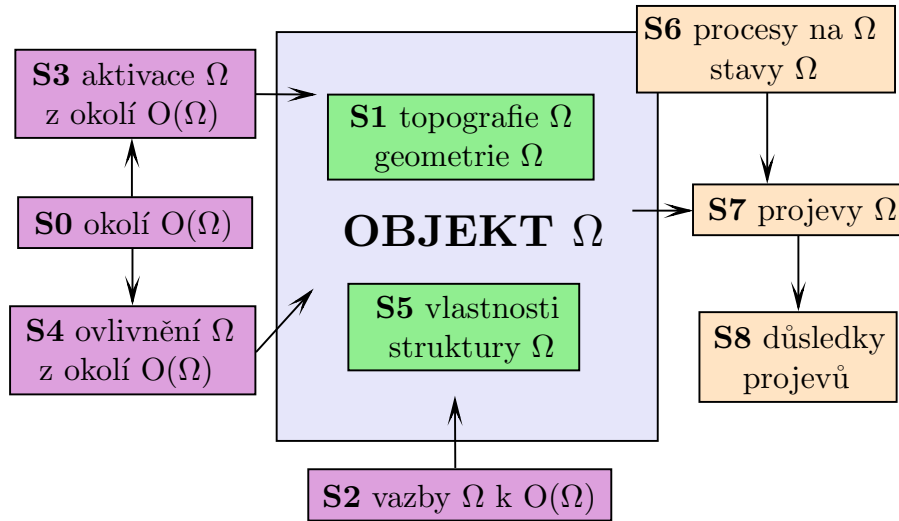 S3 aktivace Ω
z okolí O(Ω)
S0 okolí O(Ω)
S4 ovlivnění Ω
z okolí O(Ω)
S1 topografie Ω
geometrie Ω
OBJEKT Ω
S5 vlastnosti
struktury Ω
S2 vazby Ω k O(Ω)
S6 procesy na Ω
stavy Ω
S7 projevy Ω
S8 důsledky
projevů